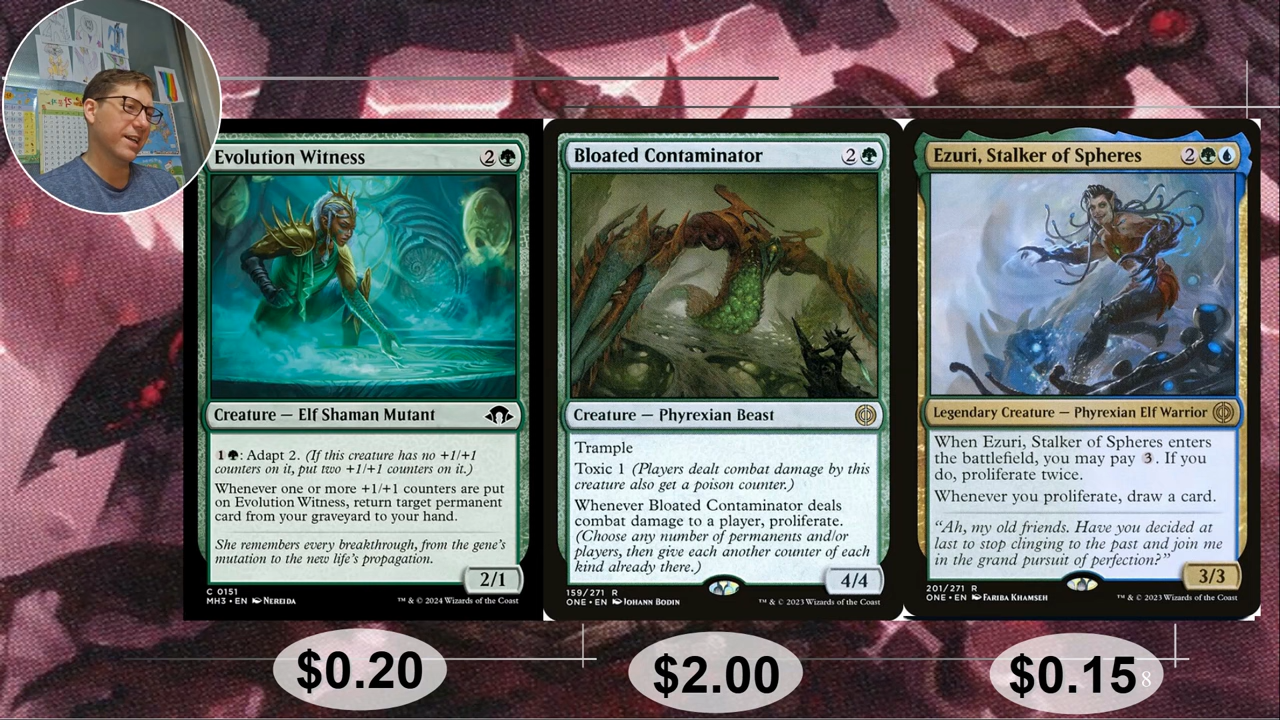 Evolution Witness 2
Creature — Elf Shaman Mutant
1 : Adapt 2. (If this creature has no +1/+1
counters on it, put two +1/+1 counters on it.)
Whenever one or more +1/+1 counters are put
on Evolution Witness, return target permanent
card from your graveyard to your hand.
She remembers every breakthrough, from the gene's
mutation to the new life's propagation.
2/1
C 0151
MH3 • EN NEREIDA ™ & © 2024 Wizards of the Coast
$0.20
Bloated Contaminator 2
Creature — Phyrexian Beast
Trample
Toxic 1 (Players dealt combat damage by this
creature also get a poison counter.)
Whenever Bloated Contaminator deals
combat damage to a player, proliferate.
(Choose any number of permanents and/or
players, then give each another counter of each
kind already there.)
4/4
159/271 R
ONE • EN JOHANN BODIN ™ & © 2023 Wizards of the Coast
$2.00
Ezuri, Stalker of Spheres 2
Legendary Creature — Phyrexian Elf Warrior
When Ezuri, Stalker of Spheres enters
the battlefield, you may pay 3. If you
do, proliferate twice.
Whenever you proliferate, draw a card.
"Ah, my old friends. Have you decided at
last to stop clinging to the past and join me
in the grand pursuit of perfection?"
3/3
201/271 R
ONE • EN FARIBA KHAMSEH ™ & © 2023 Wizards of the Coast
$0.15
8